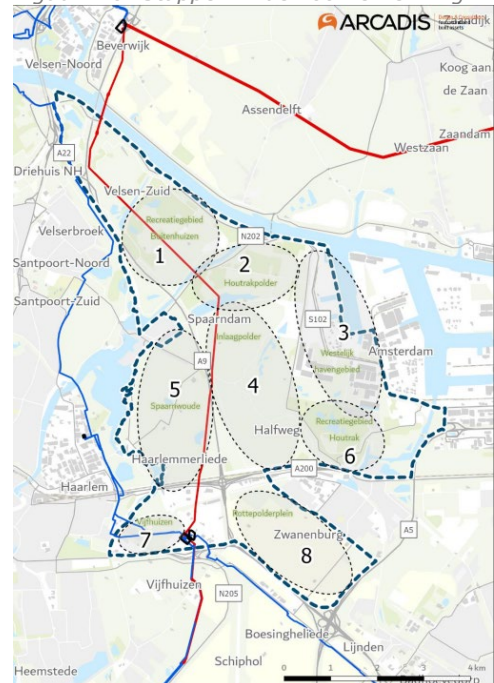 ARCADIS
Beverwijk
Velsen-Noord
Koog aan
de Zaan
Assendelft
Zaandam
Westzaan
A22
Driehuis NH
Velsen-Zuid
Recreatiegebied
Buitenhuizen
1
Velserbroek
N202
2
Houtrakpolder
Santpoort-Noord
Santpoort-Zuid
Spaarndam
S102
3
Inlaagpolder
Westelijk
havengebied
Amsterdam
A9
5
4
Spaarnwoude
Recreatiegebied
Houtrak
Halfweg
6
Haarlemmerliede
A200
Haarlem
Rottepolderplein
A5
Vijfhuizen
7
Zwanenburg
8
Vijfhuizen
N205
Boesingheliede
Lijnden
Schiphol
Heemstede
0 1 2 3 4 km